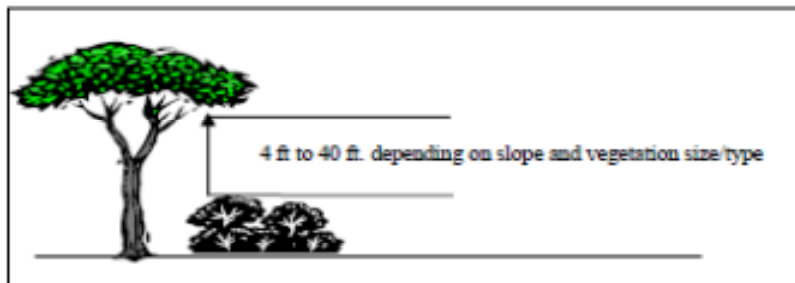 4 ft to 40 ft. depending on slope and vegetation size/type